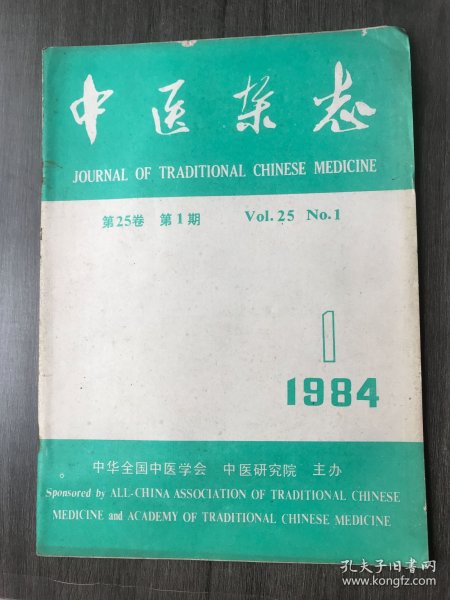 中医杂志
JOURNAL OF TRADITIONAL CHINESE MEDICINE
第25卷 第1期 Vol. 25 No. 1
1
1984
中华全国中医学会 中医研究院 主办
Sponsored by ALL-CHINA ASSOCIATION OF TRADITIONAL CHINESE
MEDICINE and ACADEMY OF TRADITIONAL CHINESE MEDICINE
孔夫子旧书网
www.kongfz.com